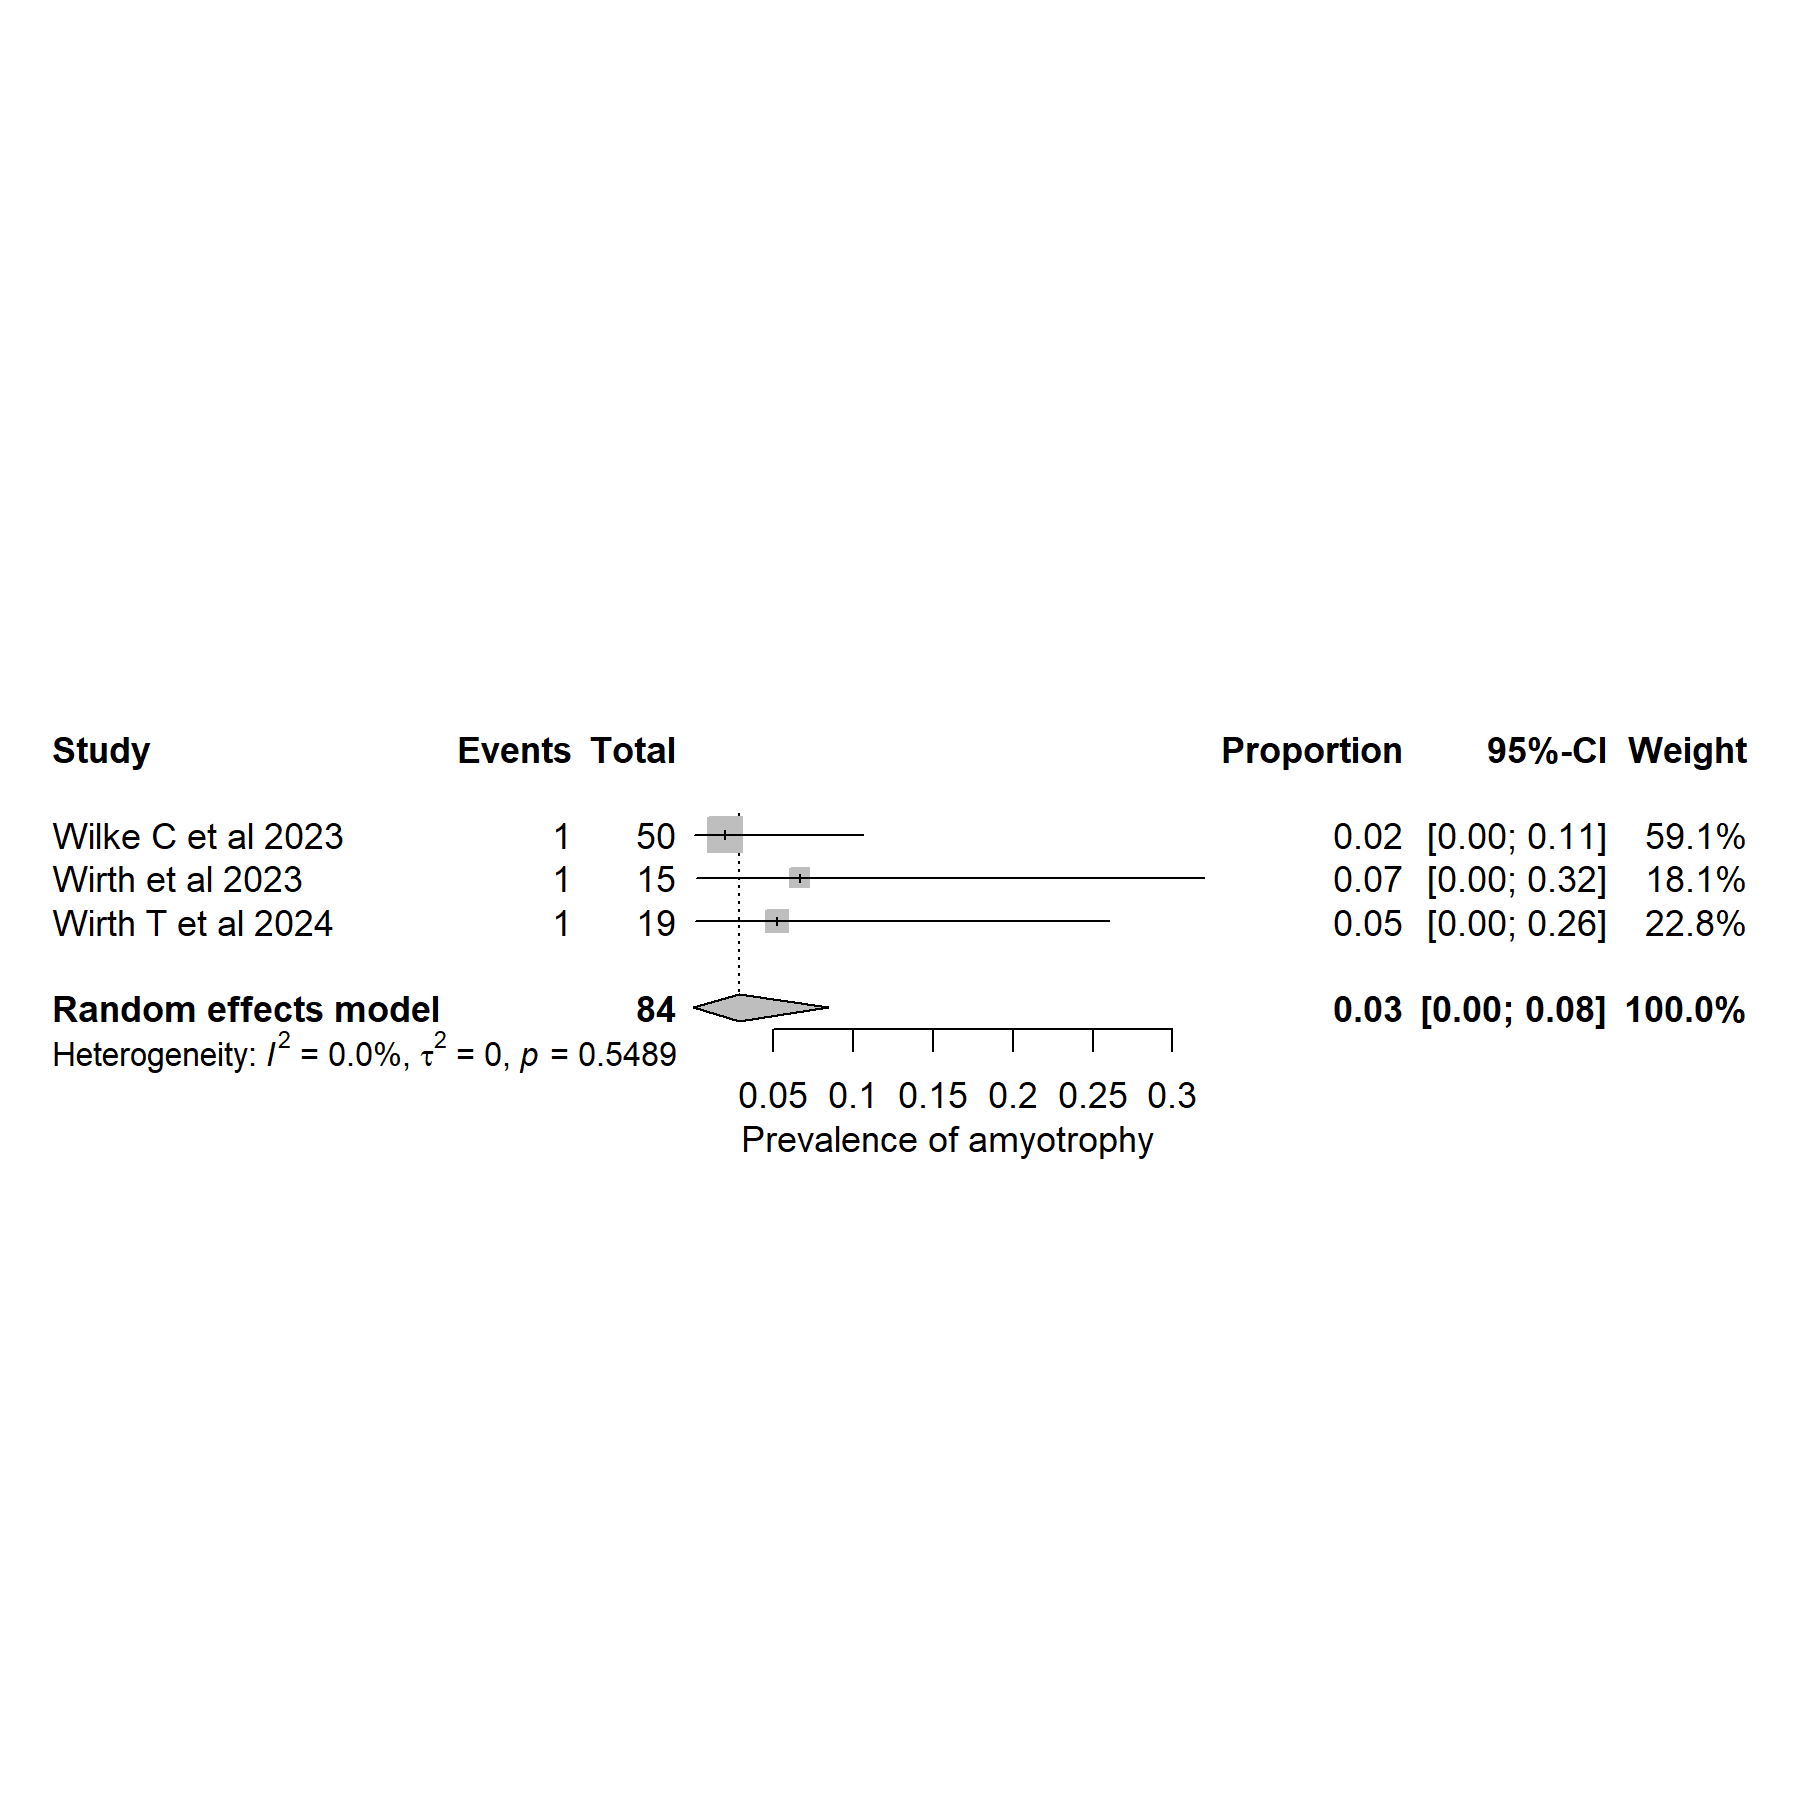 Study Events Total Proportion 95%-CI Weight
Wilke C et al 2023 1 50 0.02 [0.00; 0.11] 59.1%
Wirth et al 2023 1 15 0.07 [0.00; 0.32] 18.1%
Wirth T et al 2024 1 19 0.05 [0.00; 0.26] 22.8%
Random effects model 84 0.03 [0.00; 0.08] 100.0%
Heterogeneity: I² = 0.0%, τ² = 0, p = 0.5489
0.05 0.1 0.15 0.2 0.25 0.3
Prevalence of amyotrophy